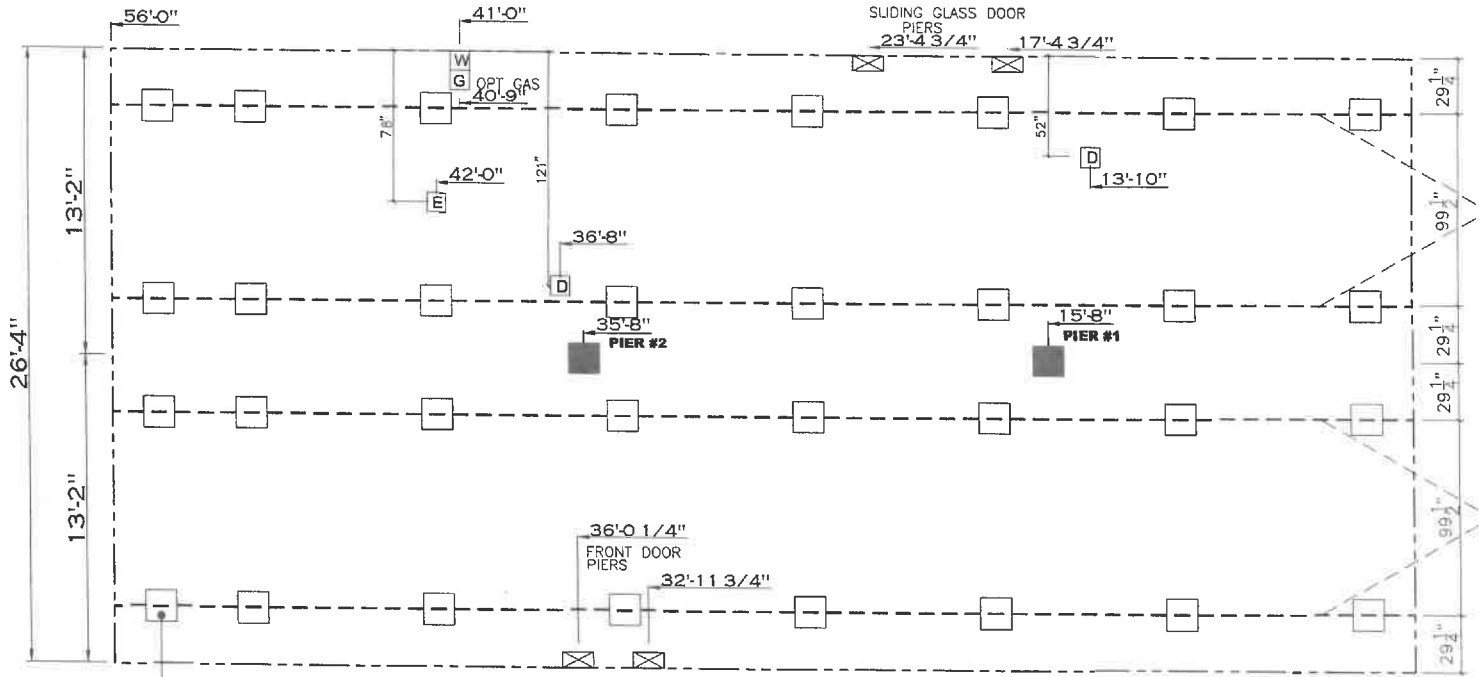 56'-0"
41'-0"
SLIDING GLASS DOOR
PIERS
23'-4 3/4"
17'-4 3/4"
W
G
OPT GAS
40'-9"
78"
121"
52"
29 1/4"
D
13'-10"
42'-0"
E
13'-2"
99 1/2"
36'-8"
D
35'-8"
PIER #2
15'-8"
PIER #1
29 1/4"
26'-4"
29 1/4"
13'-2"
99 1/2"
36'-0 1/4"
FRONT DOOR
PIERS
32'-11 3/4"
29 1/4"